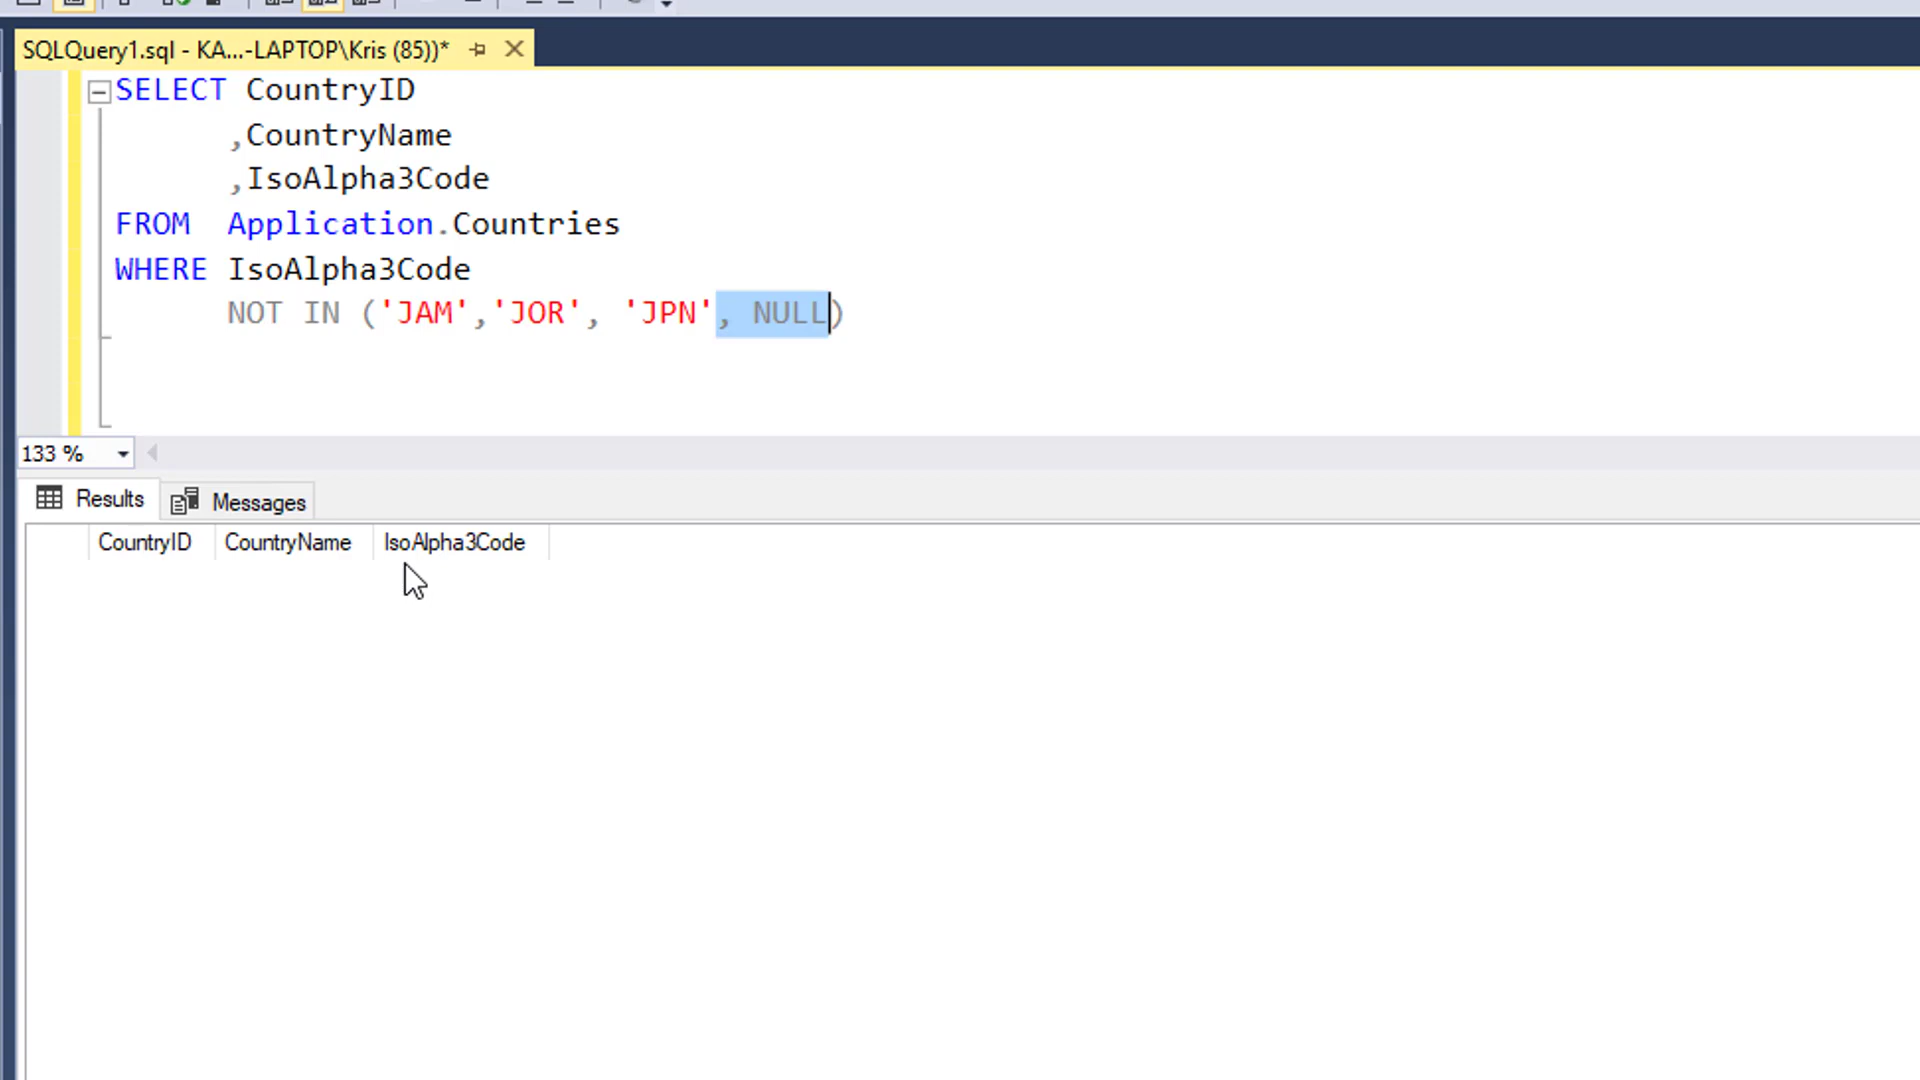 SQLQuery1.sql - KA...-LAPTOP\Kris (85))*
SELECT CountryID
,CountryName
,IsoAlpha3Code
FROM Application.Countries
WHERE IsoAlpha3Code
NOT IN ('JAM','JOR', 'JPN', NULL)
133 %
Results Messages
CountryID CountryName IsoAlpha3Code